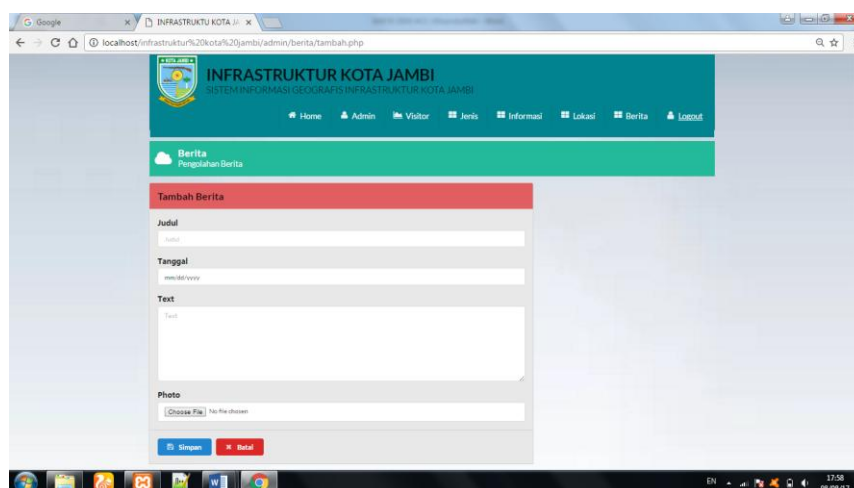 Google
INFRASTRUKTU KOTA JA
localhost/infrastruktur%20kota%20jambi/admin/berita/tambah.php
KOTA JAMBI
INFRASTRUKTUR KOTA JAMBI
SISTEM INFORMASI GEOGRAFIS INFRASTRUKTUR KOTA JAMBI
Home Admin Visitor Jenis Informasi Lokasi Berita Logout
Berita
Pengolahan Berita
Tambah Berita
Judul
Judul
Tanggal
mm/dd/yyyy
Text
Text
Photo
Choose File No file chosen
Simpan Batal
EN 17:58